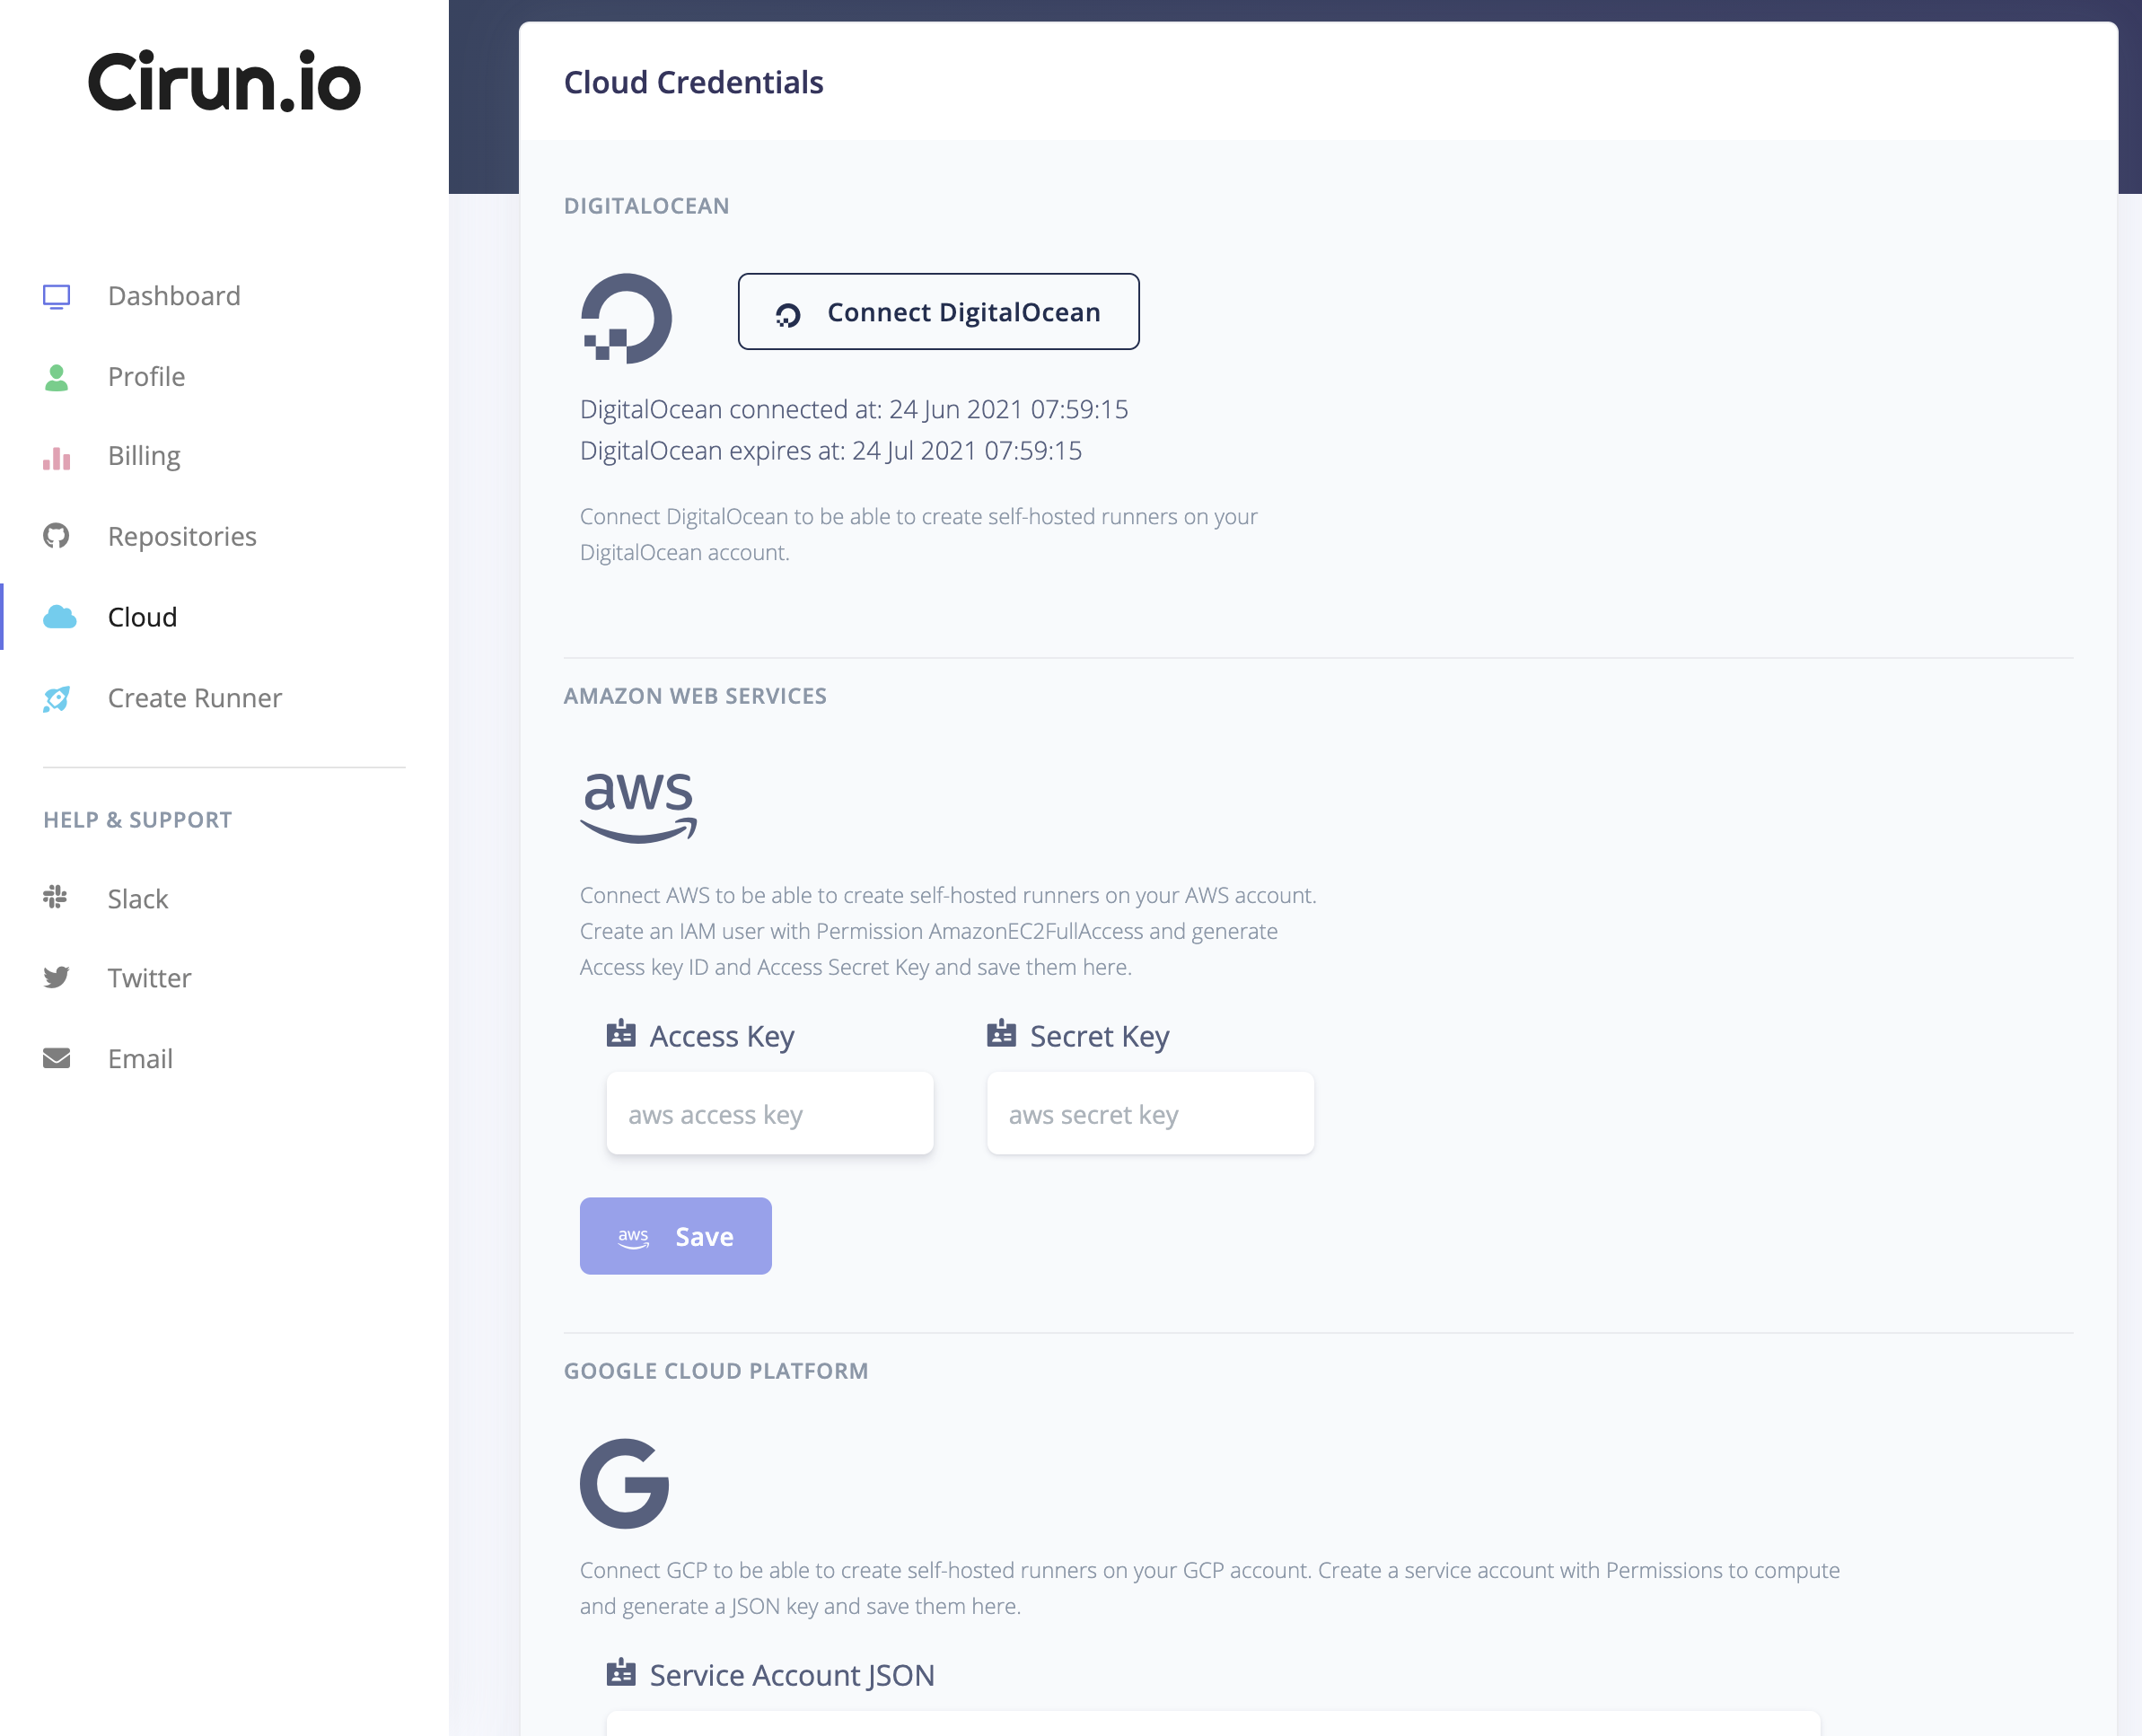 Cirun.io
Dashboard
Profile
Billing
Repositories
Cloud
Create Runner
HELP & SUPPORT
Slack
Twitter
Email
Cloud Credentials
DIGITALOCEAN
Connect DigitalOcean
DigitalOcean connected at: 24 Jun 2021 07:59:15
DigitalOcean expires at: 24 Jul 2021 07:59:15
Connect DigitalOcean to be able to create self-hosted runners on your
DigitalOcean account.
AMAZON WEB SERVICES
aws
Connect AWS to be able to create self-hosted runners on your AWS account.
Create an IAM user with Permission AmazonEC2FullAccess and generate
Access key ID and Access Secret Key and save them here.
Access Key
Secret Key
aws access key
aws secret key
aws Save
GOOGLE CLOUD PLATFORM
G
Connect GCP to be able to create self-hosted runners on your GCP account. Create a service account with Permissions to compute
and generate a JSON key and save them here.
Service Account JSON